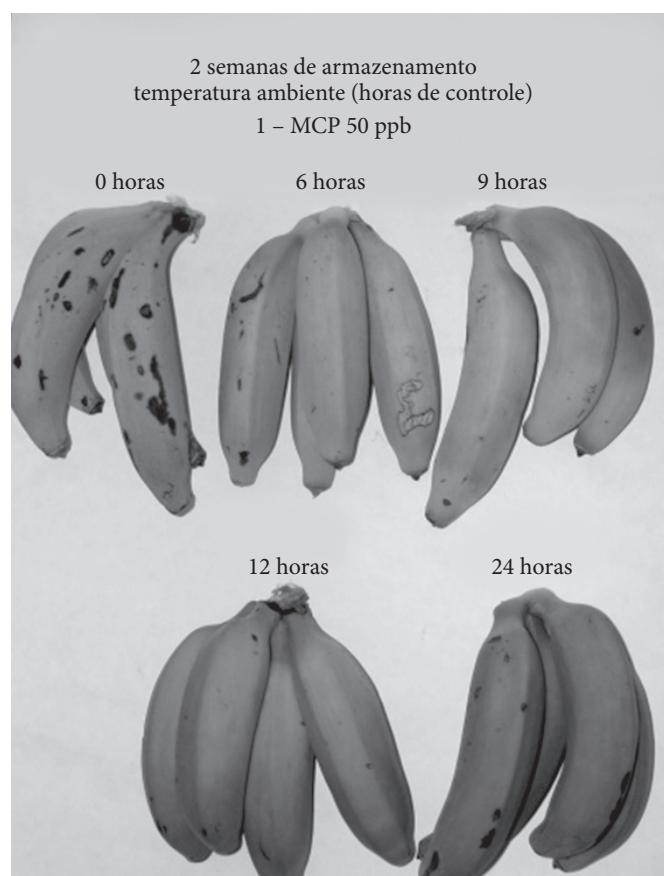 2 semanas de armazenamento
temperatura ambiente (horas de controle)
1 – MCP 50 ppb
0 horas
6 horas
9 horas
12 horas
24 horas